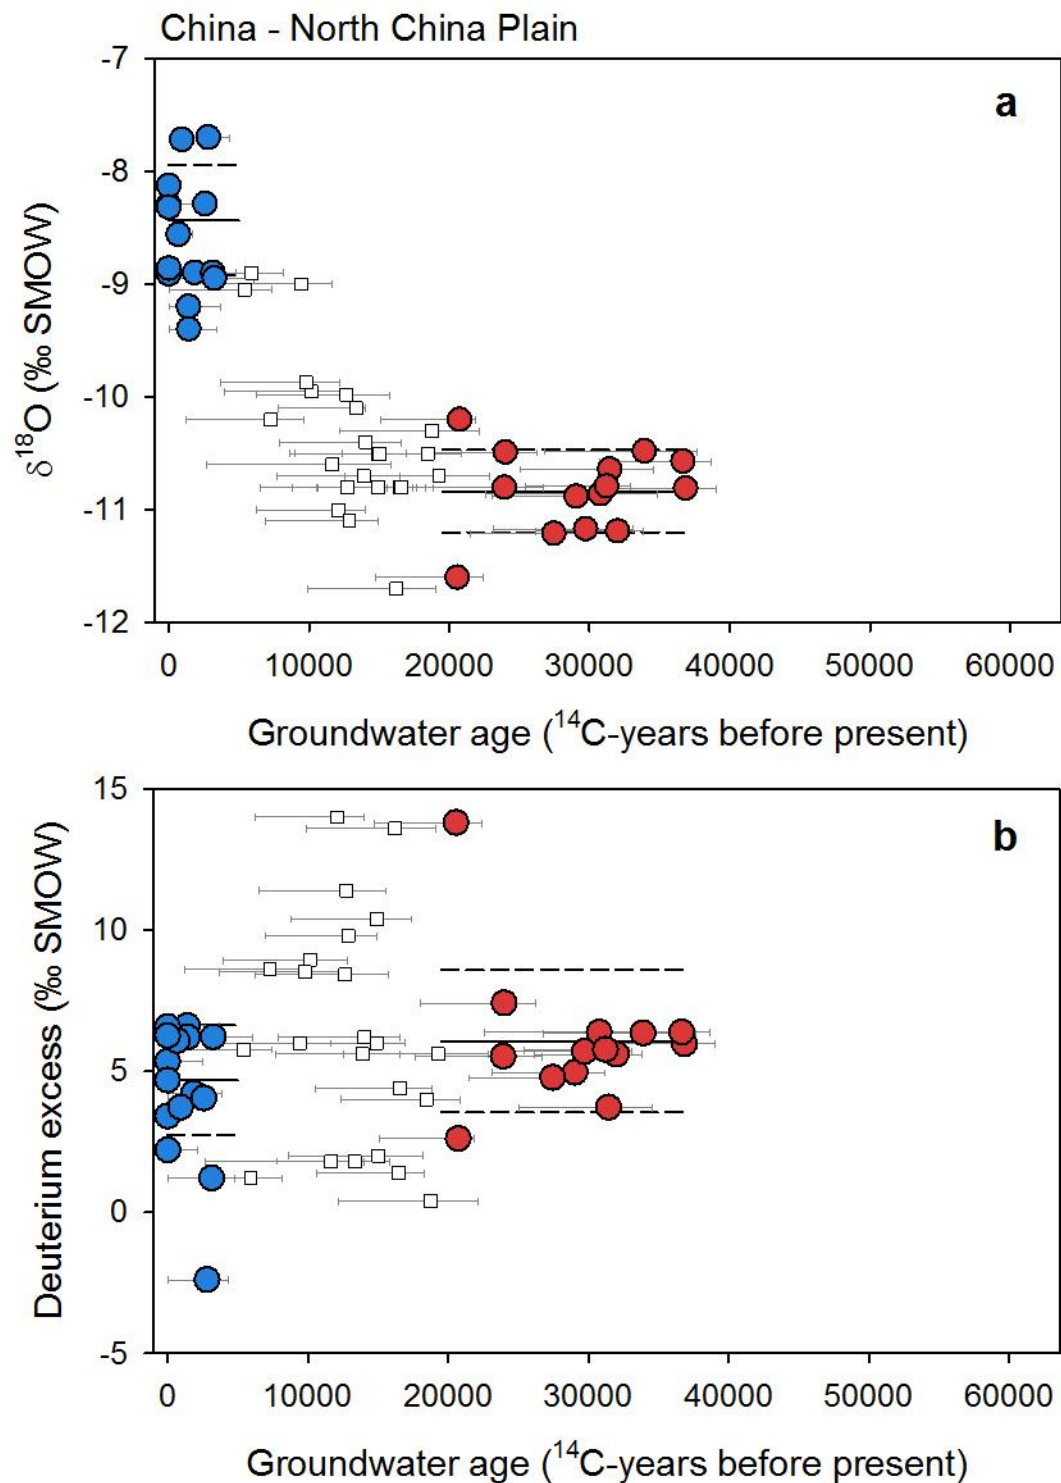 China - North China Plain
a
-7
-8
-9
-10
-11
-12
δ¹⁸O (‰ SMOW)
0 10000 20000 30000 40000 50000 60000
Groundwater age (¹⁴C-years before present)
b
15
10
5
0
-5
Deuterium excess (‰ SMOW)
0 10000 20000 30000 40000 50000 60000
Groundwater age (¹⁴C-years before present)